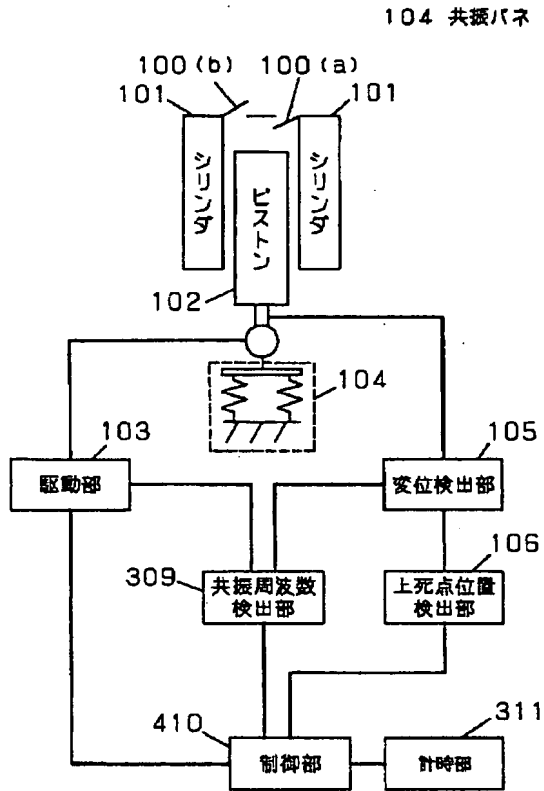 104 共振バネ
100(b)
100(a)
101
101
シリンダ
ピストン
シリンダ
102
104
103
105
駆動部
変位検出部
106
309
共振周波数
検出部
上死点位置
検出部
410
311
制御部
計時部